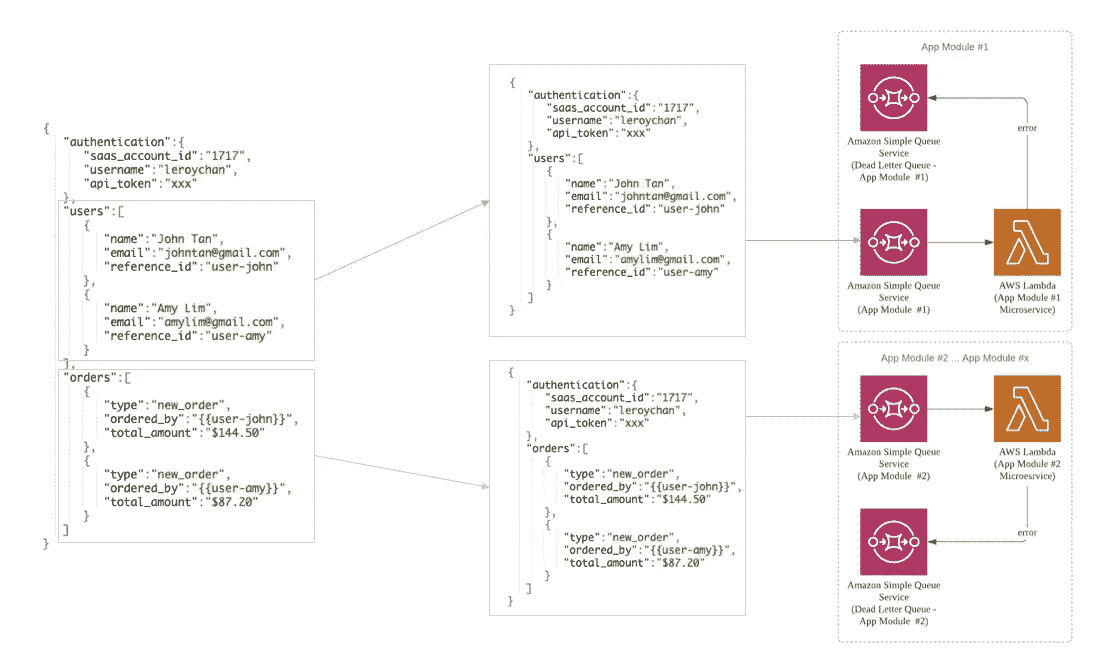 {
"authentication":{
"saas_account_id":"1717",
"username":"leroychan",
"api_token":"xxx"
},
"users":[
{
"name":"John Tan",
"email":"johntan@gmail.com",
"reference_id":"user-john"
},
{
"name":"Amy Lim",
"email":"amylim@gmail.com",
"reference_id":"user-amy"
}
],
"orders":[
{
"type":"new_order",
"ordered_by":"{{user-john}}",
"total_amount":"$144.50"
},
{
"type":"new_order",
"ordered_by":"{{user-amy}}",
"total_amount":"$87.20"
}
]
}
{
"authentication":{
"saas_account_id":"1717",
"username":"leroychan",
"api_token":"xxx"
},
"users":[
{
"name":"John Tan",
"email":"johntan@gmail.com",
"reference_id":"user-john"
},
{
"name":"Amy Lim",
"email":"amylim@gmail.com",
"reference_id":"user-amy"
}
]
}
{
"authentication":{
"saas_account_id":"1717",
"username":"leroychan",
"api_token":"xxx"
},
"orders":[
{
"type":"new_order",
"ordered_by":"{{user-john}}",
"total_amount":"$144.50"
},
{
"type":"new_order",
"ordered_by":"{{user-amy}}",
"total_amount":"$87.20"
}
]
}
App Module #1
error
Amazon Simple Queue
Service
(Dead Letter Queue -
App Module #1)
Amazon Simple Queue
Service
(App Module #1)
AWS Lambda
(App Module #1
Microservice)
App Module #2 ... App Module #x
Amazon Simple Queue
Service
(App Module #2)
AWS Lambda
(App Module #2
Microesrvice)
error
Amazon Simple Queue
Service
(Dead Letter Queue -
App Module #2)